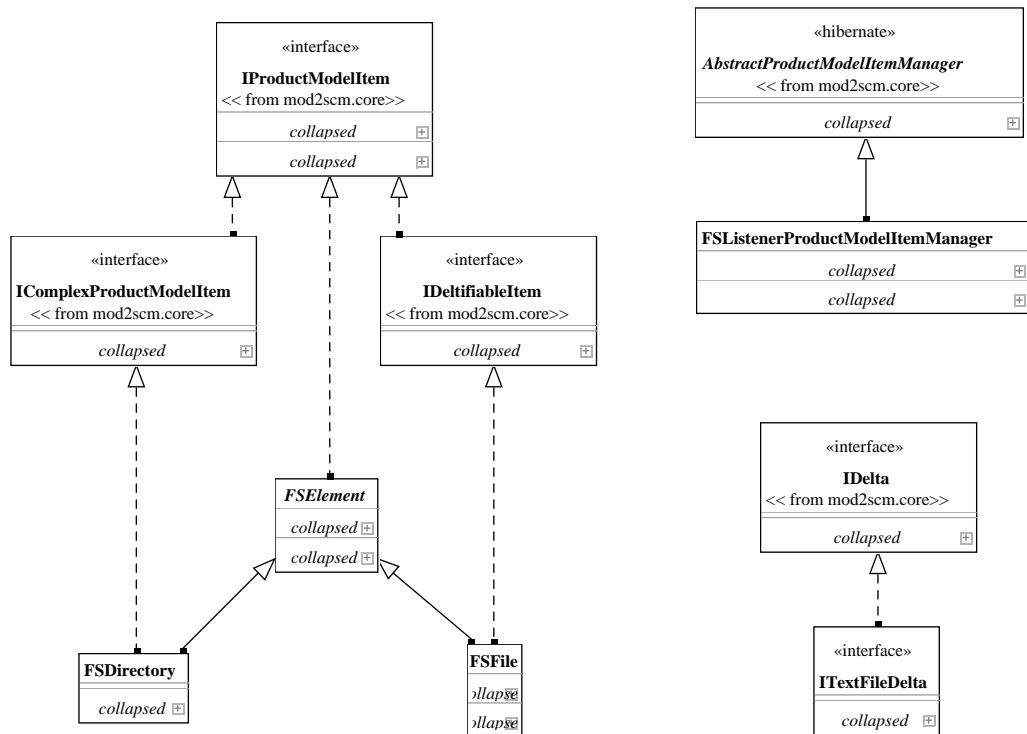 «interface»
IProductModelItem
<< from mod2scm.core>>
collapsed
collapsed
«hibernate»
AbstractProductModelItemManager
<< from mod2scm.core>>
collapsed
FSListenerProductModelItemManager
collapsed
collapsed
«interface»
IComplexProductModelItem
<< from mod2scm.core>>
collapsed
«interface»
IDeltifiableItem
<< from mod2scm.core>>
collapsed
FSElement
collapsed
collapsed
«interface»
IDelta
<< from mod2scm.core>>
collapsed
FSDirectory
collapsed
FSFile
collapse
ollapse
«interface»
ITextFileDelta
collapsed